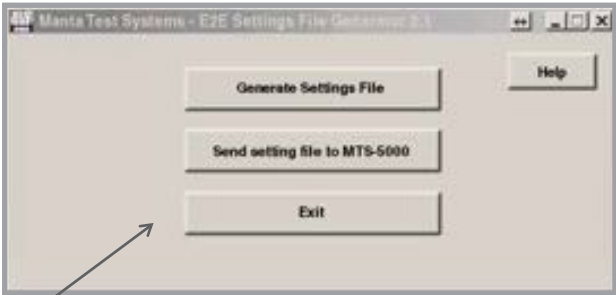 Manta Test Systems - E2E Settings File Generator 2.1
Help
Generate Settings File
Send setting file to MTS-5000
Exit